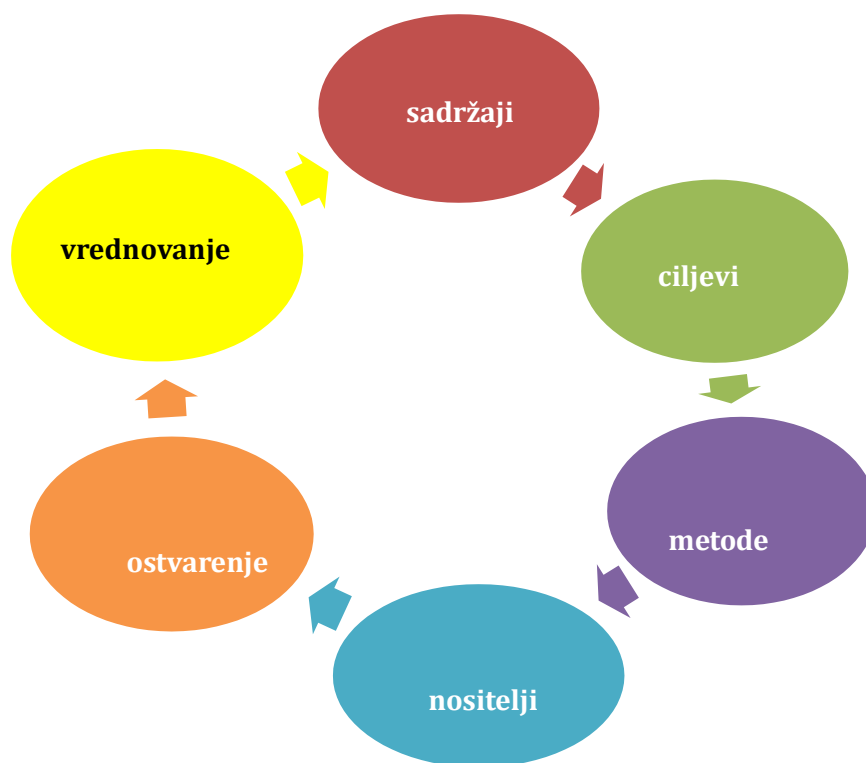 sadržaji
ciljevi
metode
nositelji
ostvarenje
vrednovanje